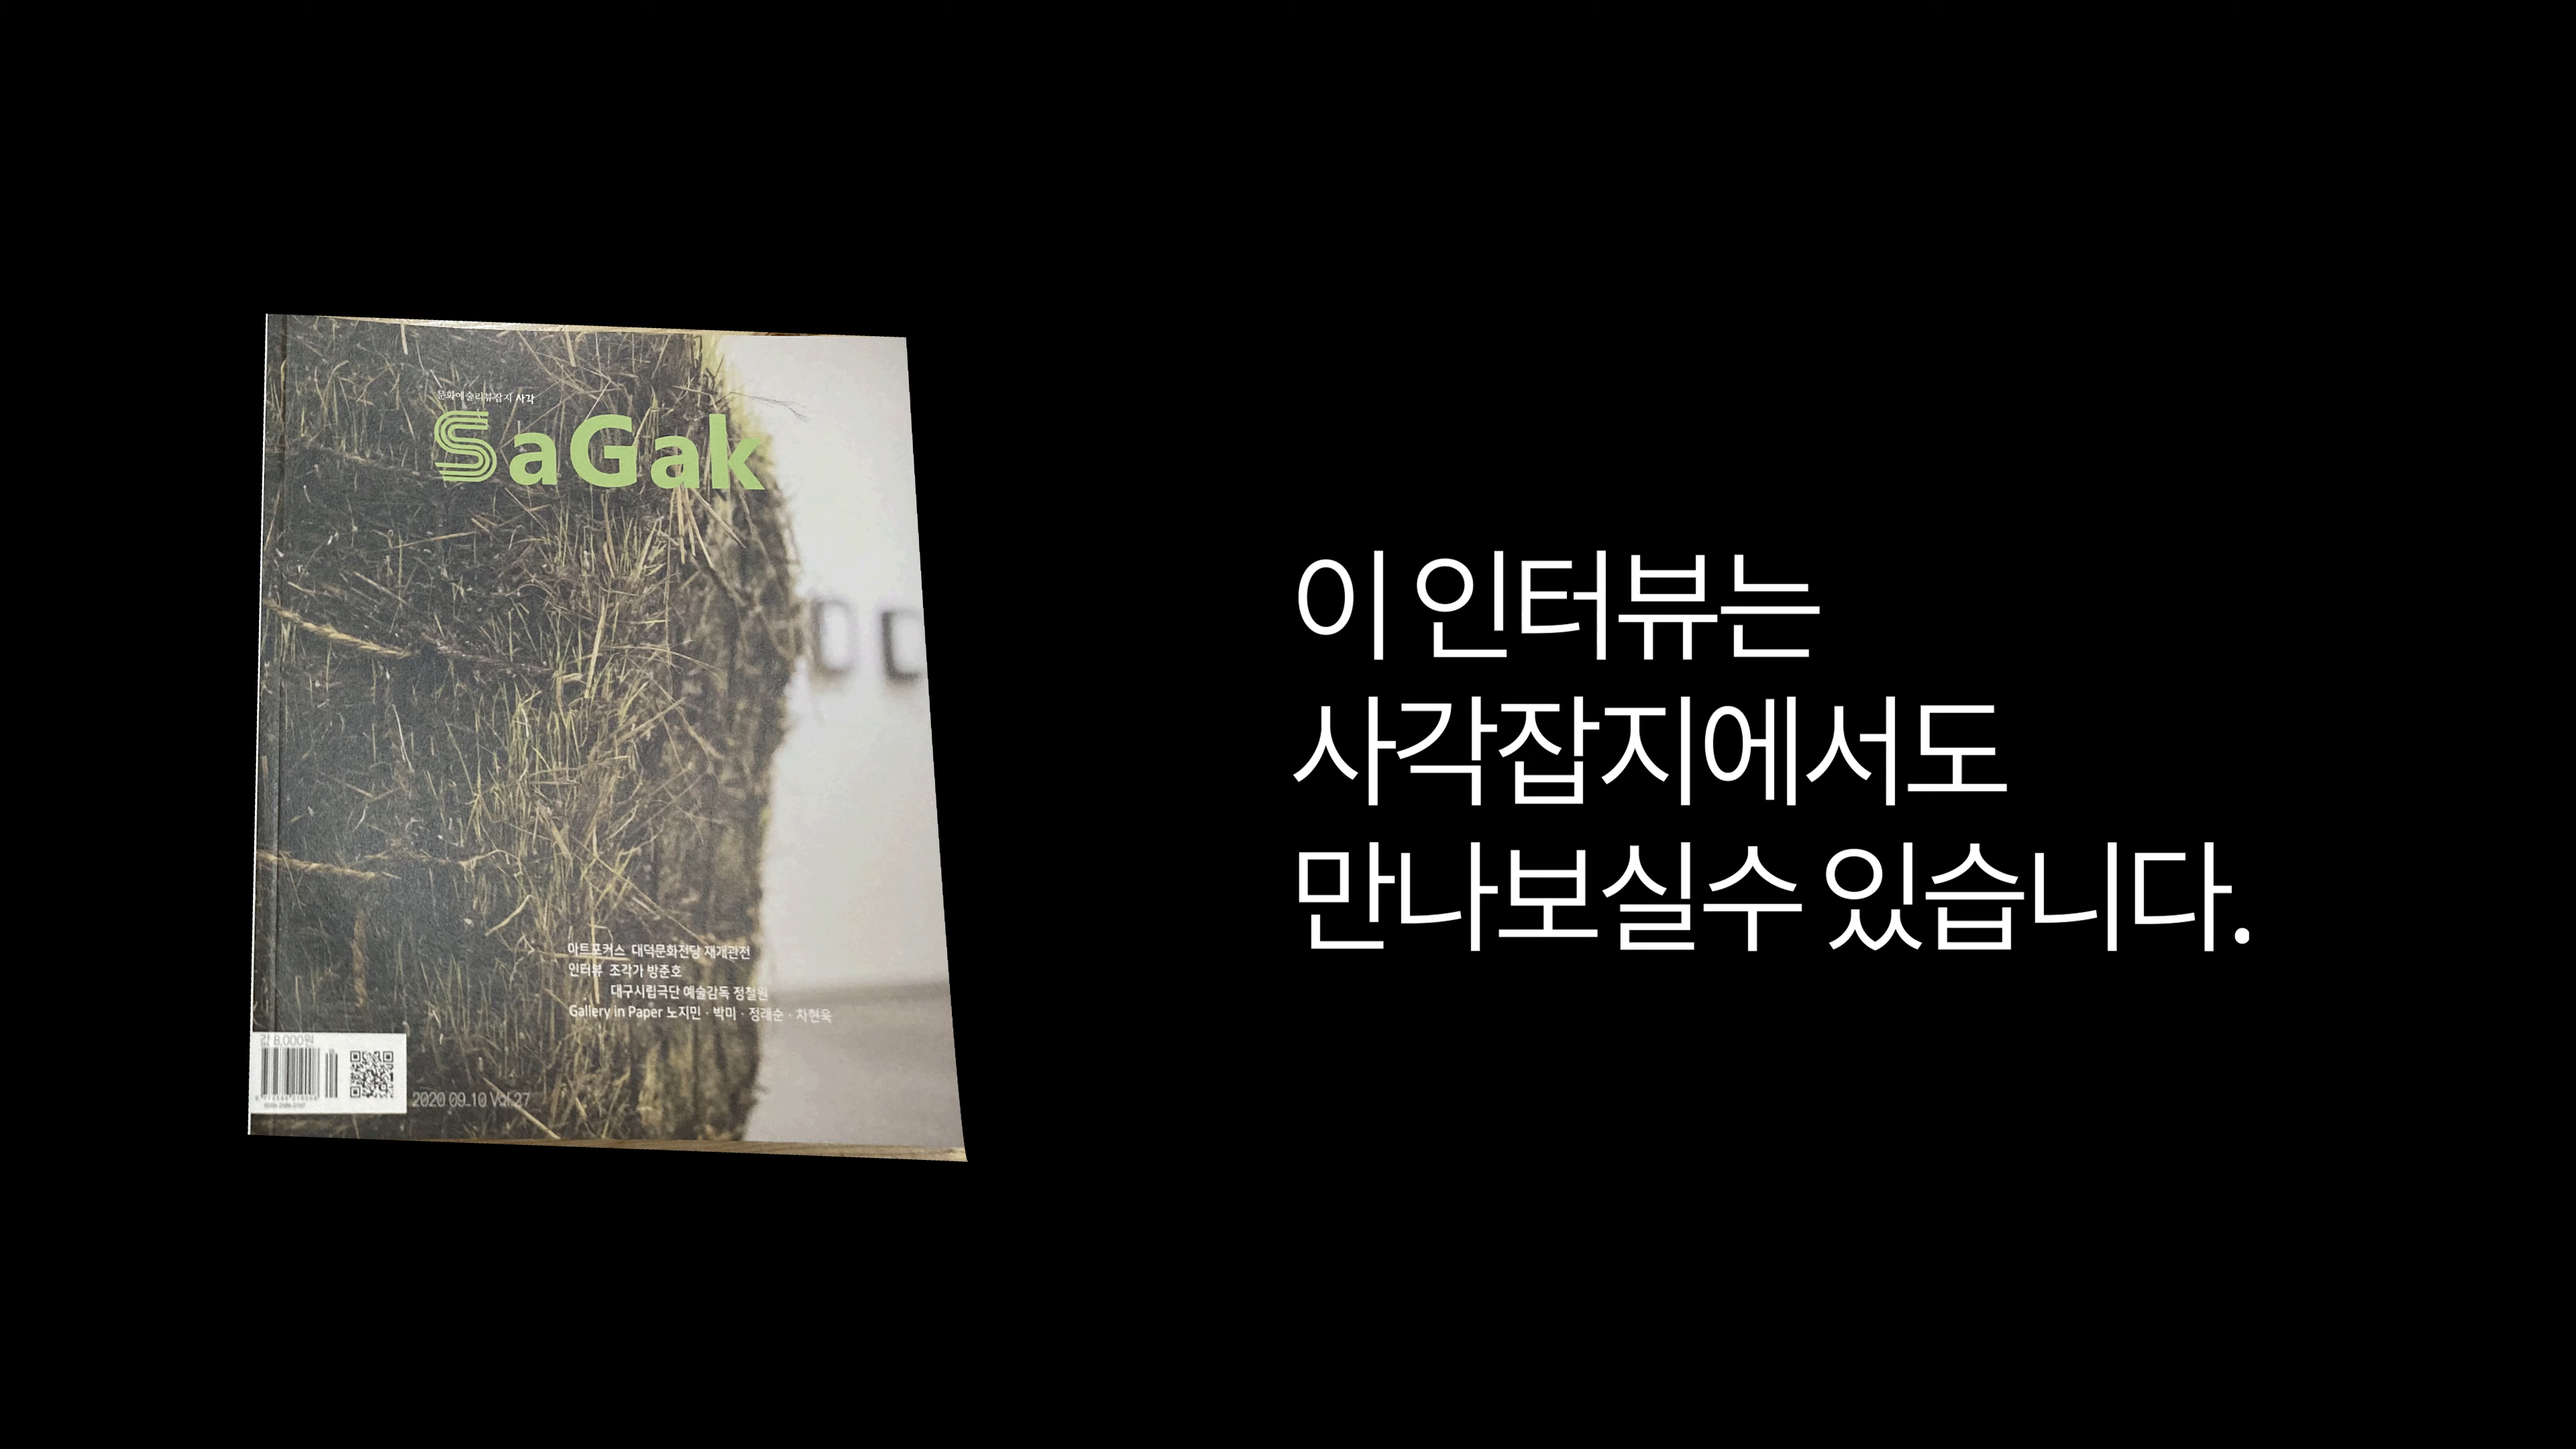 문화예술리뷰잡지 사각
SaGak
아트포커스 대덕문화전당 재개관전
인터뷰 조각가 방준호
대구시립극단 예술감독 정철원
Gallery in Paper 노지민 · 박미 · 정래순 · 차현욱
값 8,000원
2020 09_10 Vol.27
이 인터뷰는
사각잡지에서도
만나보실수 있습니다.